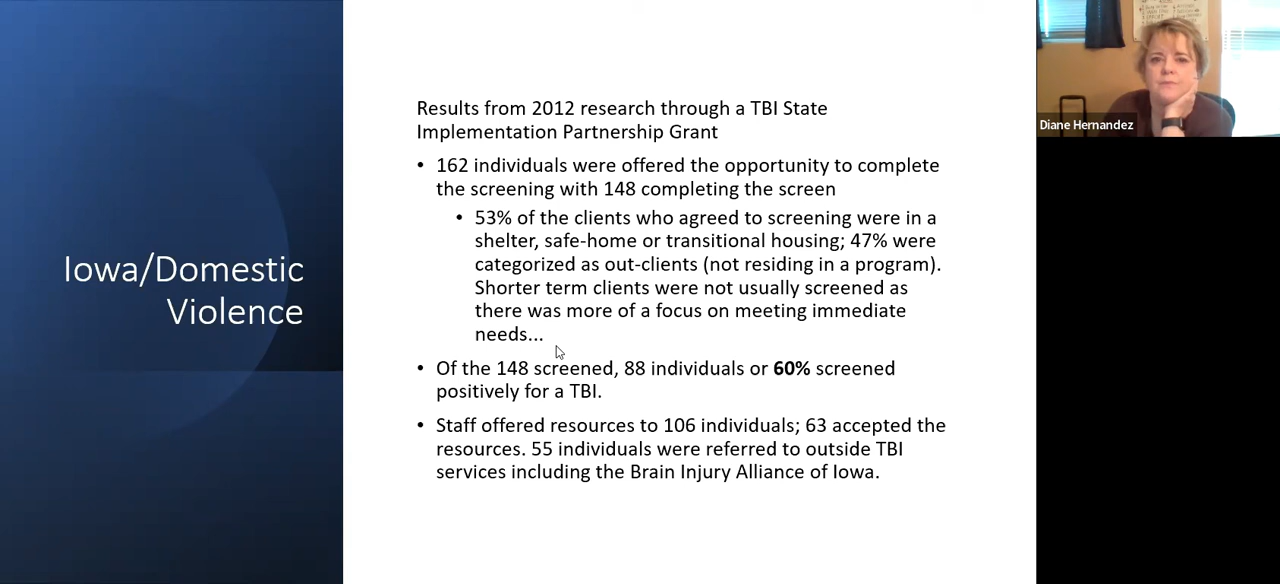 Iowa/Domestic
Violence
Results from 2012 research through a TBI State
Implementation Partnership Grant
• 162 individuals were offered the opportunity to complete
the screening with 148 completing the screen
• 53% of the clients who agreed to screening were in a
shelter, safe-home or transitional housing; 47% were
categorized as out-clients (not residing in a program).
Shorter term clients were not usually screened as
there was more of a focus on meeting immediate
needs...
• Of the 148 screened, 88 individuals or 60% screened
positively for a TBI.
• Staff offered resources to 106 individuals; 63 accepted the
resources. 55 individuals were referred to outside TBI
services including the Brain Injury Alliance of Iowa.
Diane Hernandez